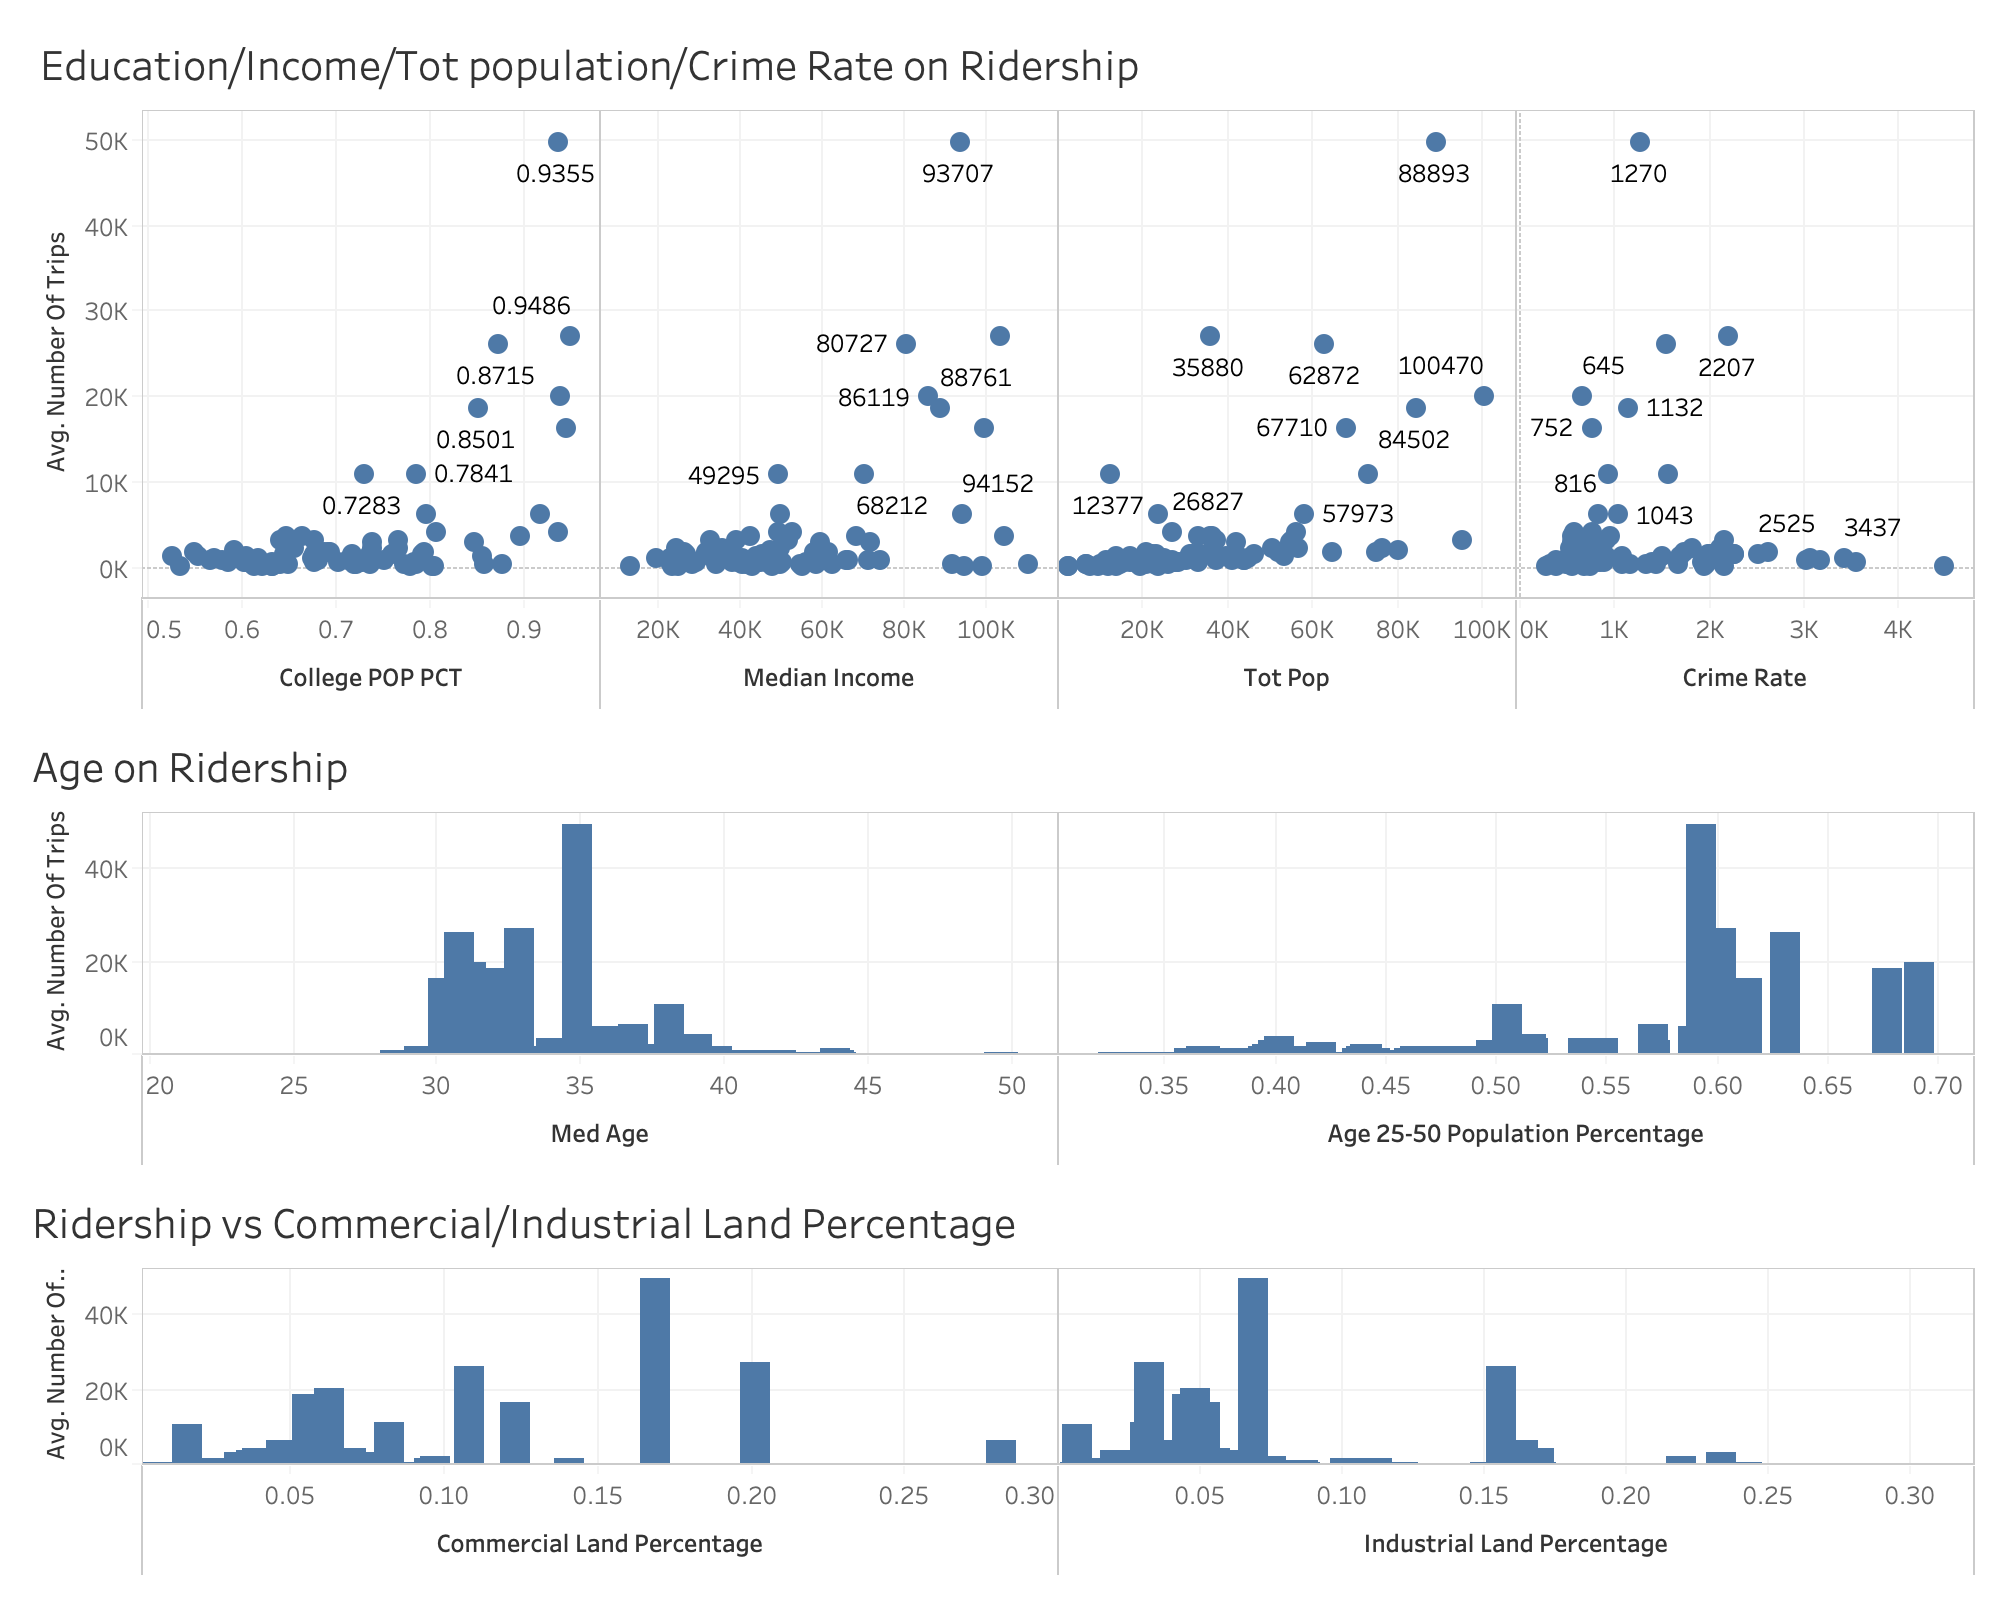 Education/Income/Tot population/Crime Rate on Ridership
Avg. Number Of Trips
50K
40K
30K
20K
10K
0K
0.9355
0.9486
0.8715
0.8501
0.7841
0.7283
93707
80727
88761
86119
49295
68212
94152
88893
35880
62872
100470
67710
84502
12377
26827
57973
1270
645
2207
752
1132
816
1043
2525
3437
0.5 0.6 0.7 0.8 0.9
20K 40K 60K 80K 100K
20K 40K 60K 80K 100K
0K 1K 2K 3K 4K
College POP PCT
Median Income
Tot Pop
Crime Rate
Age on Ridership
Avg. Number Of Trips
40K
20K
0K
20 25 30 35 40 45 50
0.35 0.40 0.45 0.50 0.55 0.60 0.65 0.70
Med Age
Age 25-50 Population Percentage
Ridership vs Commercial/Industrial Land Percentage
Avg. Number Of..
40K
20K
0K
0.05 0.10 0.15 0.20 0.25 0.30
0.05 0.10 0.15 0.20 0.25 0.30
Commercial Land Percentage
Industrial Land Percentage